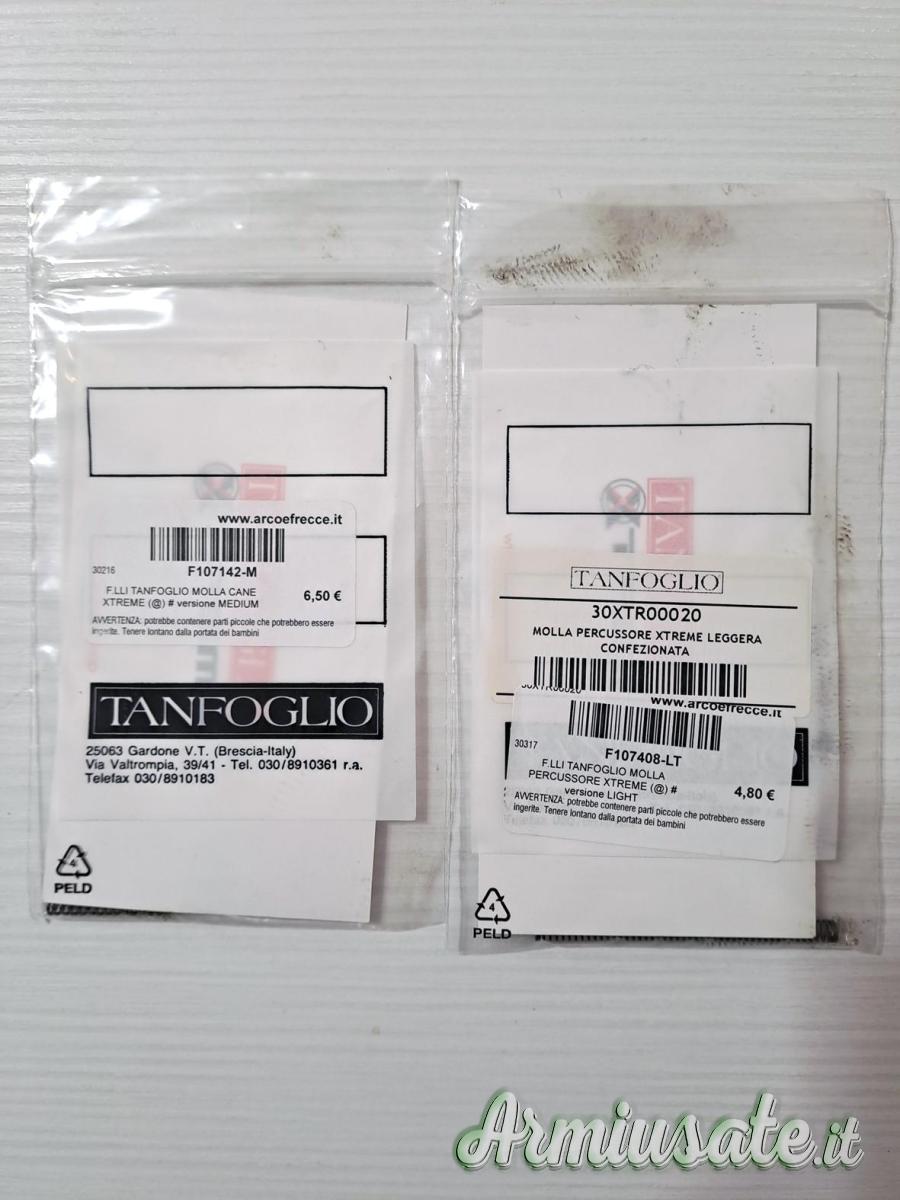 www.arcoefrecce.it
30216
F107142-M
F.LLI TANFOGLIO MOLLA CANE
XTREME (@) # versione MEDIUM
6,50 €
AVVERTENZA: potrebbe contenere parti piccole che potrebbero essere
ingerite. Tenere lontano dalla portata dei bambini
TANFOGLIO
25063 Gardone V.T. (Brescia-Italy)
Via Valtrompia, 39/41 - Tel. 030/8910361 r.a.
Telefax 030/8910183
4
PELD
TANFOGLIO
30XTR00020
MOLLA PERCUSSORE XTREME LEGGERA
CONFEZIONATA
30XTR00020
www.arcoefrecce.it
30317
F107408-LT
F.LLI TANFOGLIO MOLLA
PERCUSSORE XTREME (@) #
versione LIGHT
4,80 €
AVVERTENZA: potrebbe contenere parti piccole che potrebbero essere
ingerite. Tenere lontano dalla portata dei bambini
4
PELD
Armiusate.it